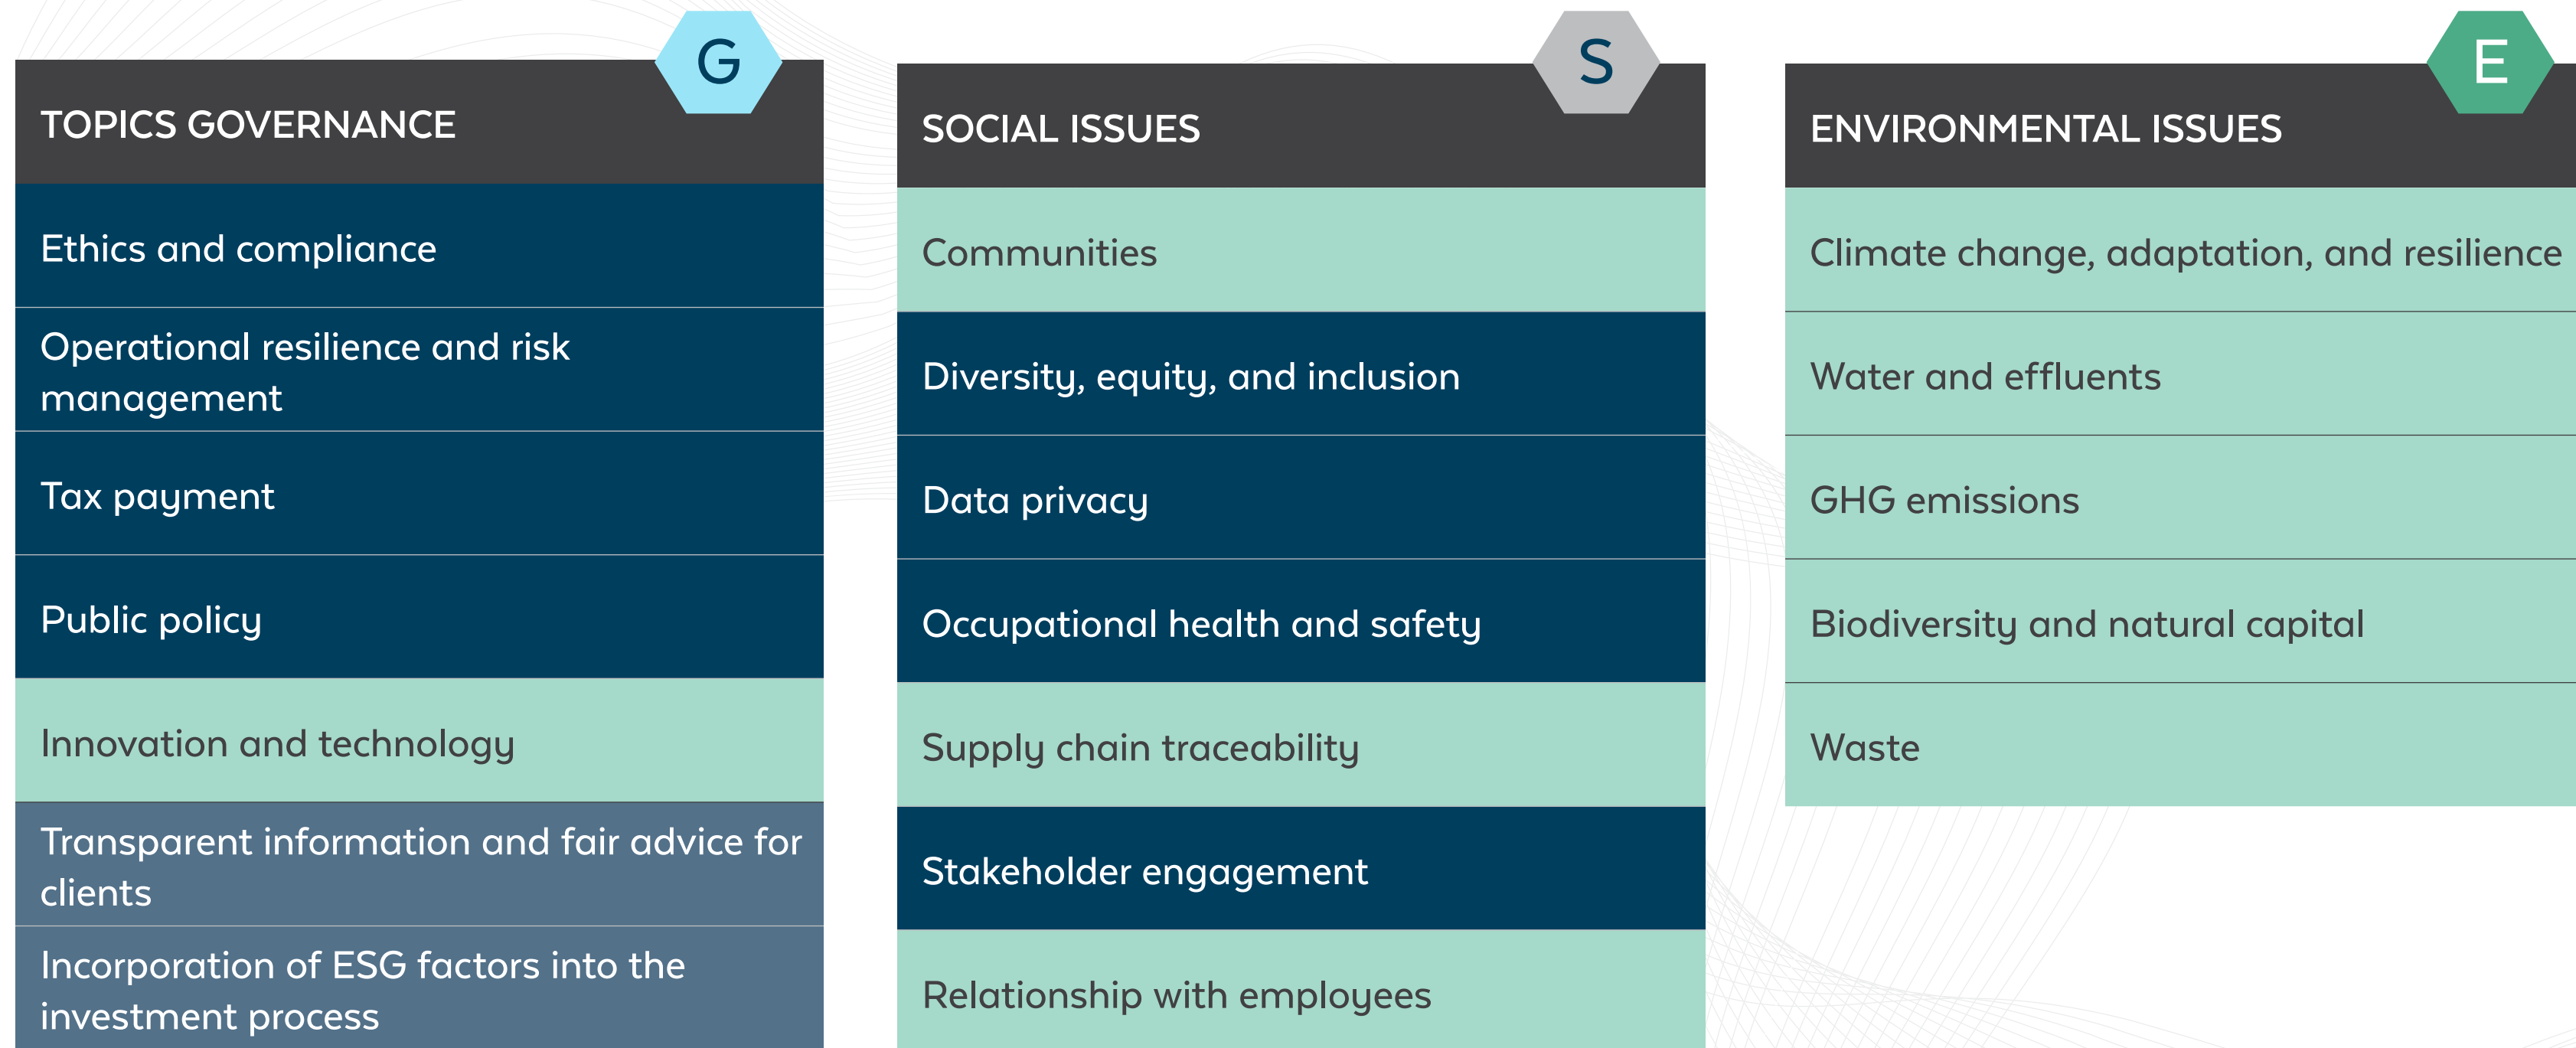 G
TOPICS GOVERNANCE
Ethics and compliance
Operational resilience and risk
management
Tax payment
Public policy
Innovation and technology
Transparent information and fair advice for
clients
Incorporation of ESG factors into the
investment process
S
SOCIAL ISSUES
Communities
Diversity, equity, and inclusion
Data privacy
Occupational health and safety
Supply chain traceability
Stakeholder engagement
Relationship with employees
E
ENVIRONMENTAL ISSUES
Climate change, adaptation, and resilience
Water and effluents
GHG emissions
Biodiversity and natural capital
Waste